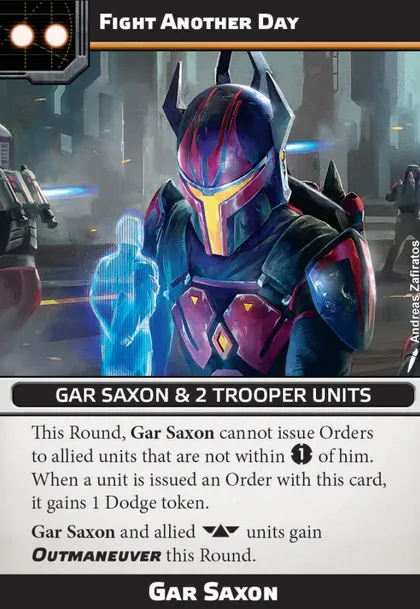 Fight Another Day
Andreas Zafiratos
GAR SAXON & 2 TROOPER UNITS
This Round, Gar Saxon cannot issue Orders
to allied units that are not within 1 of him.
When a unit is issued an Order with this card,
it gains 1 Dodge token.
Gar Saxon and allied units gain
Outmaneuver this Round.
Gar Saxon